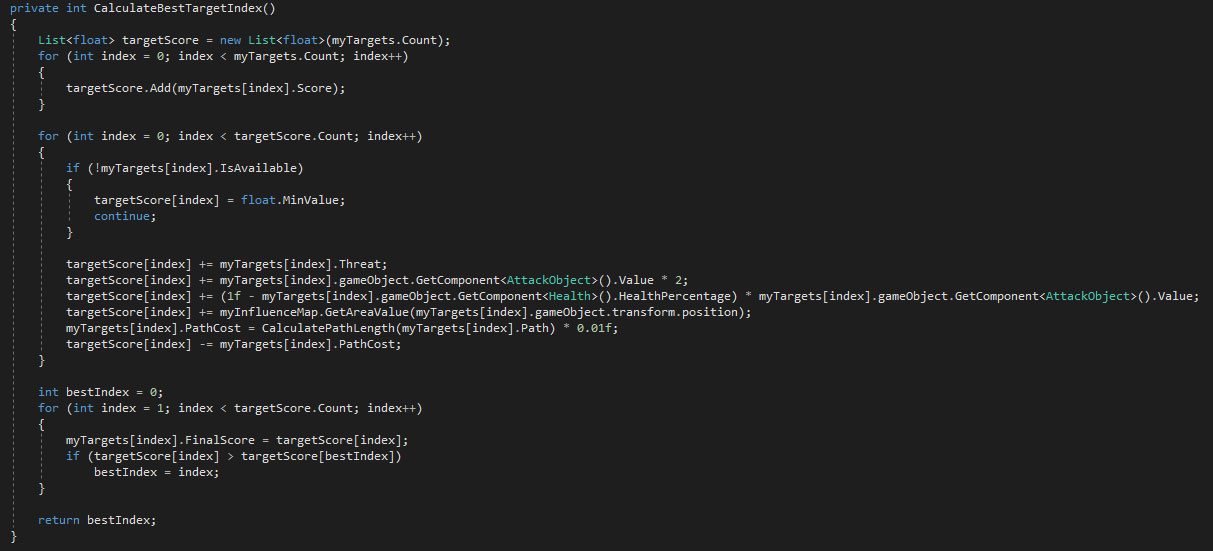 private int CalculateBestTargetIndex()
{
    List<float> targetScore = new List<float>(myTargets.Count);
    for (int index = 0; index < myTargets.Count; index++)
    {
        targetScore.Add(myTargets[index].Score);
    }

    for (int index = 0; index < targetScore.Count; index++)
    {
        if (!myTargets[index].IsAvailable)
        {
            targetScore[index] = float.MinValue;
            continue;
        }

        targetScore[index] += myTargets[index].Threat;
        targetScore[index] += myTargets[index].gameObject.GetComponent<AttackObject>().Value * 2;
        targetScore[index] += (1f - myTargets[index].gameObject.GetComponent<Health>().HealthPercentage) * myTargets[index].gameObject.GetComponent<AttackObject>().Value;
        targetScore[index] += myInfluenceMap.GetAreaValue(myTargets[index].gameObject.transform.position);
        myTargets[index].PathCost = CalculatePathLength(myTargets[index].Path) * 0.01f;
        targetScore[index] -= myTargets[index].PathCost;
    }

    int bestIndex = 0;
    for (int index = 1; index < targetScore.Count; index++)
    {
        myTargets[index].FinalScore = targetScore[index];
        if (targetScore[index] > targetScore[bestIndex])
            bestIndex = index;
    }

    return bestIndex;
}